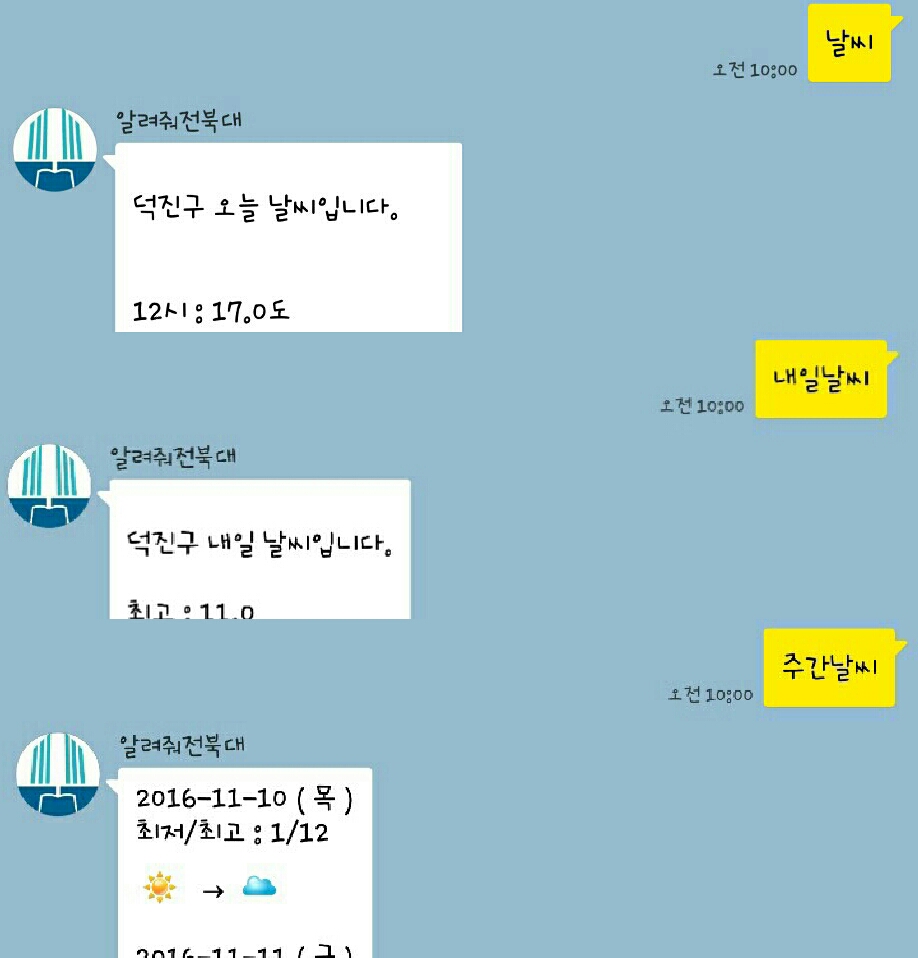 날씨
오전 10:00
알려줘전북대
덕진구 오늘 날씨입니다.
12시 : 17.0도
내일날씨
오전 10:00
알려줘전북대
덕진구 내일 날씨입니다.
최고 : 11.0
주간날씨
오전 10:00
알려줘전북대
2016-11-10 ( 목 )
최저/최고 : 1/12
→
2016-11-11 ( 금 )